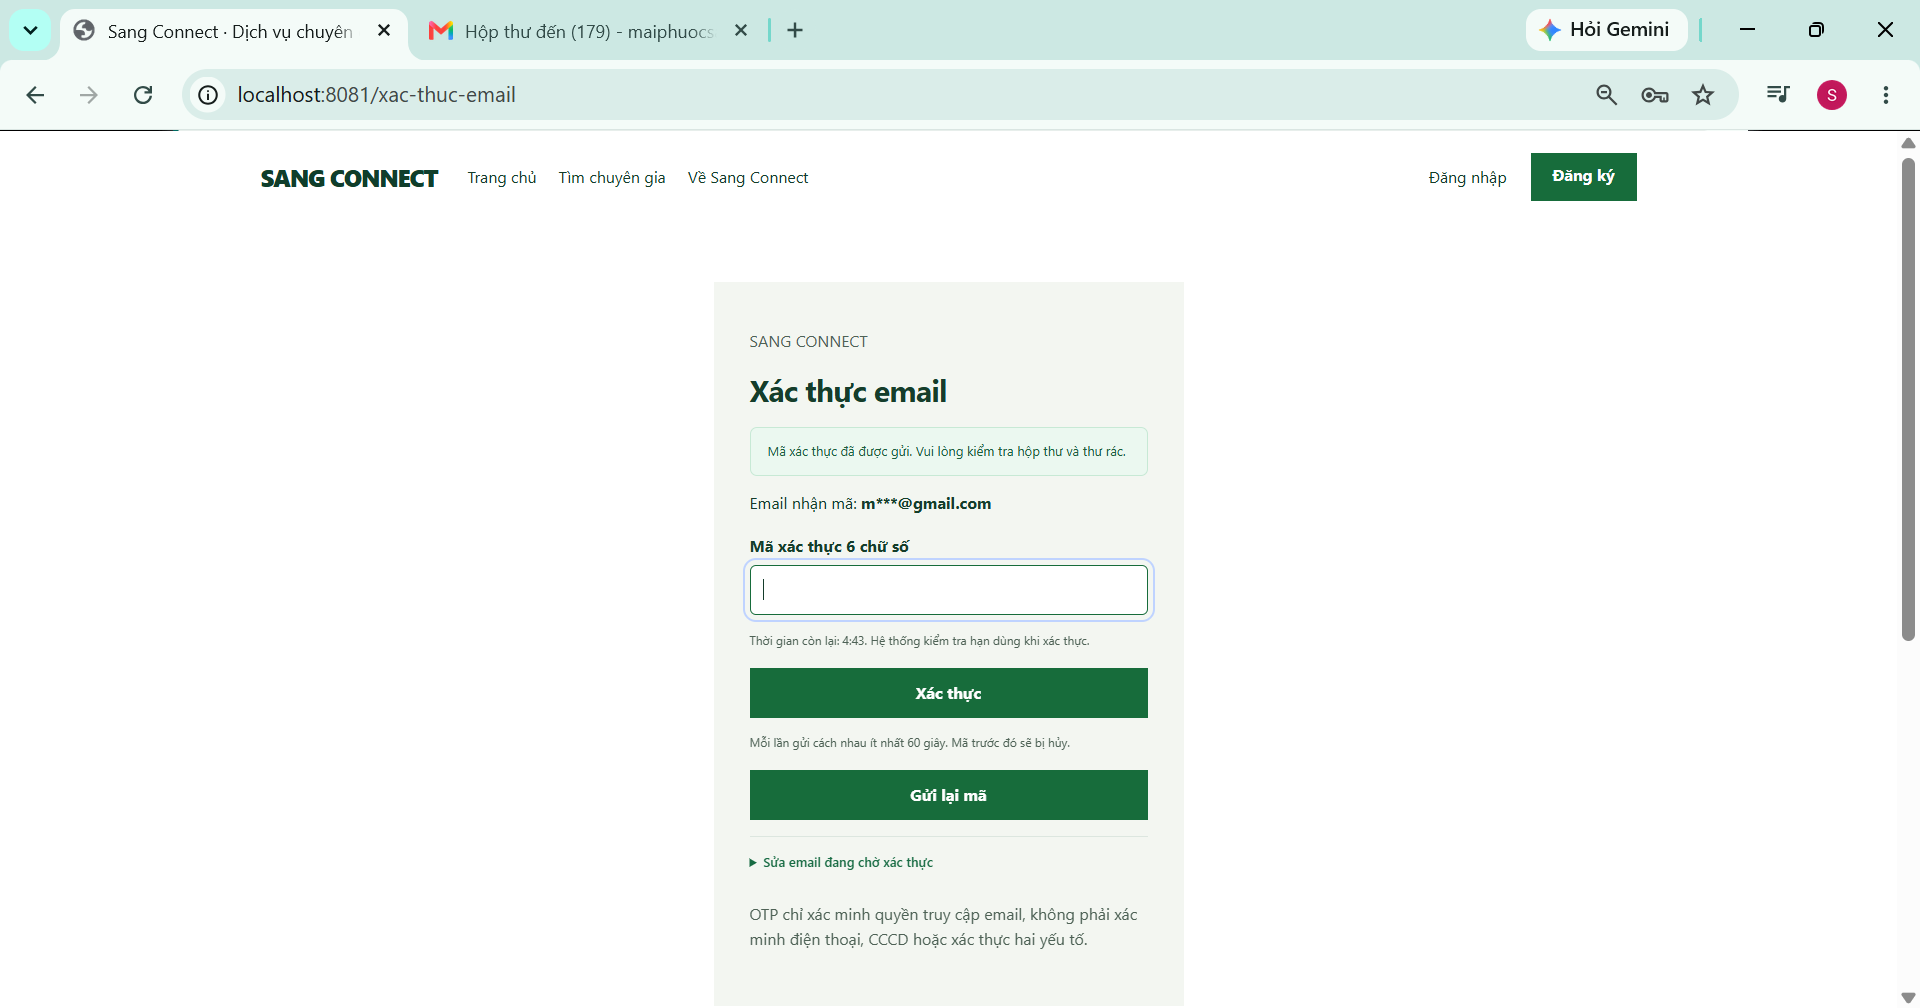 Sang Connect · Dịch vụ chuyên
Hộp thư đến (179) - maiphuocs
Hỏi Gemini
localhost:8081/xac-thuc-email
S
SANG CONNECT
Trang chủ
Tìm chuyên gia
Về Sang Connect
Đăng nhập
Đăng ký
SANG CONNECT
Xác thực email
Mã xác thực đã được gửi. Vui lòng kiểm tra hộp thư và thư rác.
Email nhận mã: m***@gmail.com
Mã xác thực 6 chữ số
Thời gian còn lại: 4:43. Hệ thống kiểm tra hạn dùng khi xác thực.
Xác thực
Mỗi lần gửi cách nhau ít nhất 60 giây. Mã trước đó sẽ bị hủy.
Gửi lại mã
Sửa email đang chờ xác thực
OTP chỉ xác minh quyền truy cập email, không phải xác
minh điện thoại, CCCD hoặc xác thực hai yếu tố.